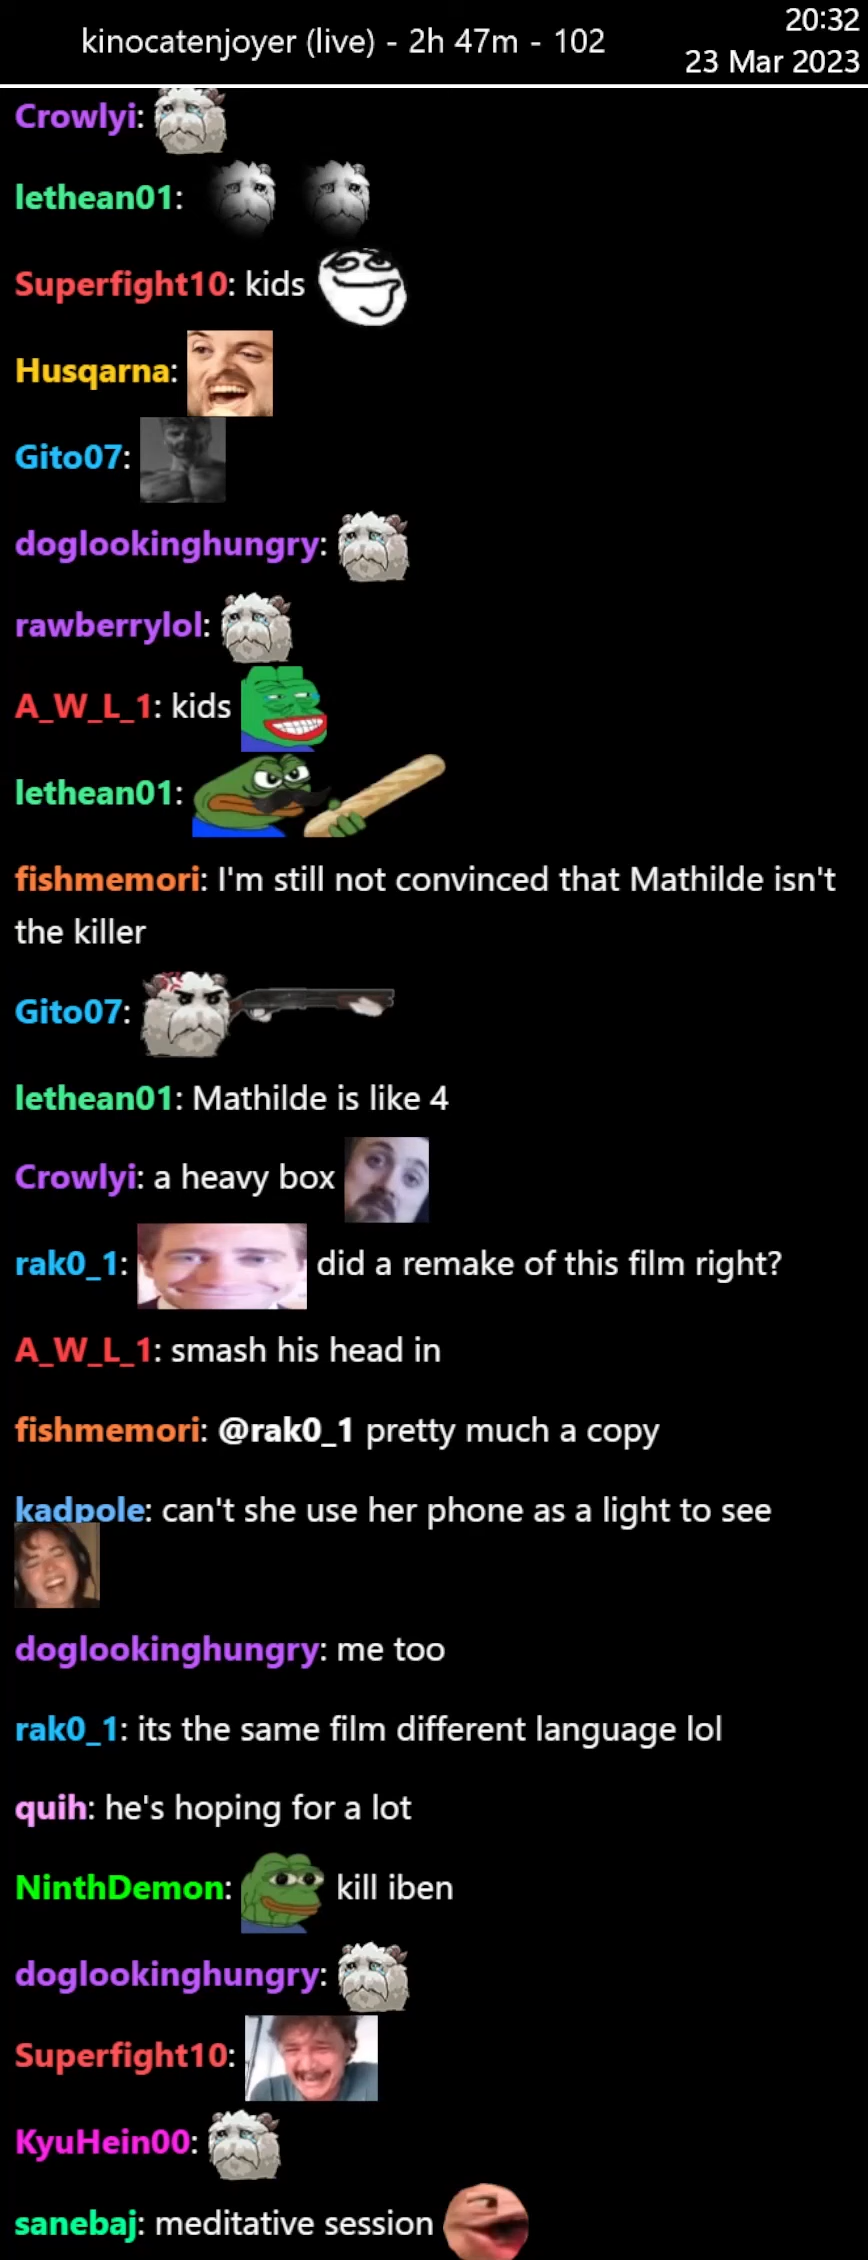 kinocatenjoyer (live) - 2h 47m - 102
20:32
23 Mar 2023
Crowlyi:
lethean01:
Superfight10: kids
Husqarna:
Gito07:
doglookinghungry:
rawberrylol:
A_W_L_1: kids
lethean01:
fishmemori: I'm still not convinced that Mathilde isn't
the killer
Gito07:
lethean01: Mathilde is like 4
Crowlyi: a heavy box
rak0_1: did a remake of this film right?
A_W_L_1: smash his head in
fishmemori: @rak0_1 pretty much a copy
kadpole: can't she use her phone as a light to see
doglookinghungry: me too
rak0_1: its the same film different language lol
quih: he's hoping for a lot
NinthDemon: kill iben
doglookinghungry:
Superfight10:
KyuHein00:
sanebaj: meditative session